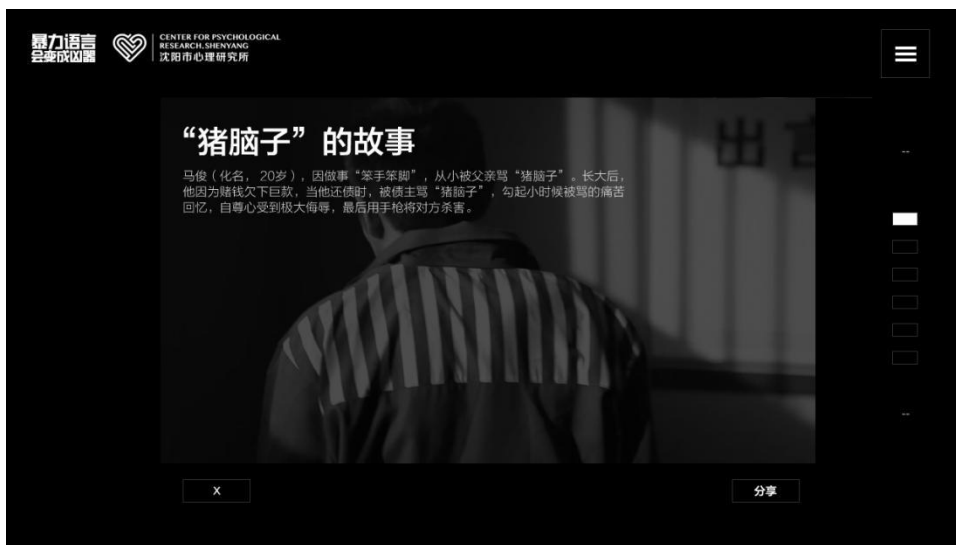 暴力语言
会变成凶器
CENTER FOR PSYCHOLOGICAL
RESEARCH, SHENYANG
沈阳市心理研究所
“猪脑子”的故事
马俊（化名， 20岁），因做事“笨手笨脚”，从小被父亲骂“猪脑子”。长大后，
他因为赌钱欠下巨款，当他还债时，被债主骂“猪脑子”，勾起小时候被骂的痛苦
回忆，自尊心受到极大侮辱，最后用手枪将对方杀害。
出
X
分享